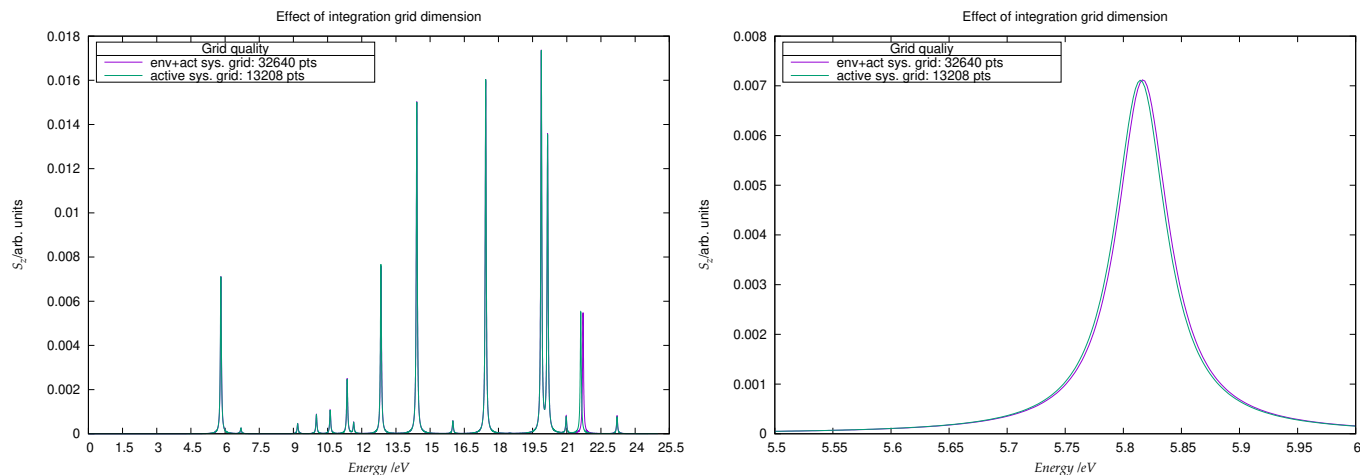 Effect of integration grid dimension
0.018
0.016
0.014
0.012
0.01
0.008
0.006
0.004
0.002
0
Grid quality
env+act sys. grid: 32640 pts
active sys. grid: 13208 pts
S_z/arb. units
0 1.5 3 4.5 6 7.5 9 10.5 12 13.5 15 16.5 18 19.5 21 22.5 24 25.5
Energy /eV
Effect of integration grid dimension
0.008
0.007
0.006
0.005
0.004
0.003
0.002
0.001
0
Grid qualiy
env+act sys. grid: 32640 pts
active sys. grid: 13208 pts
S_z/arb. units
5.5 5.55 5.6 5.65 5.7 5.75 5.8 5.85 5.9 5.95 6
Energy /eV